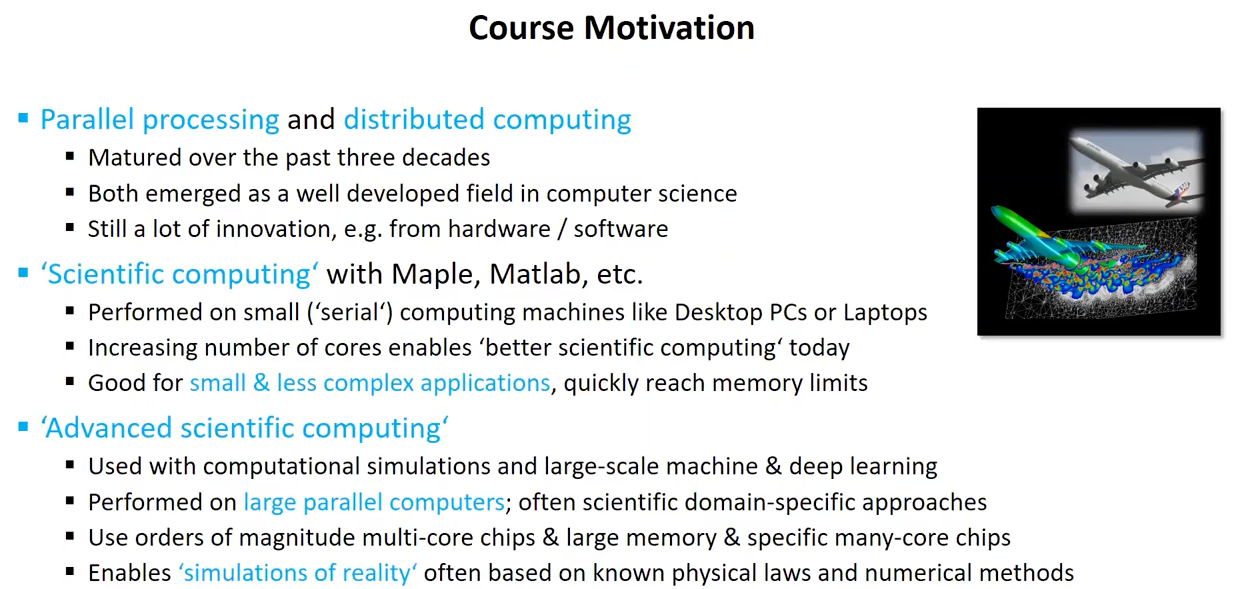 Course Motivation
▪ Parallel processing and distributed computing
▪ Matured over the past three decades
▪ Both emerged as a well developed field in computer science
▪ Still a lot of innovation, e.g. from hardware / software
▪ ‘Scientific computing‘ with Maple, Matlab, etc.
▪ Performed on small (‘serial‘) computing machines like Desktop PCs or Laptops
▪ Increasing number of cores enables ‘better scientific computing‘ today
▪ Good for small & less complex applications, quickly reach memory limits
▪ ‘Advanced scientific computing‘
▪ Used with computational simulations and large-scale machine & deep learning
▪ Performed on large parallel computers; often scientific domain-specific approaches
▪ Use orders of magnitude multi-core chips & large memory & specific many-core chips
▪ Enables ‘simulations of reality‘ often based on known physical laws and numerical methods